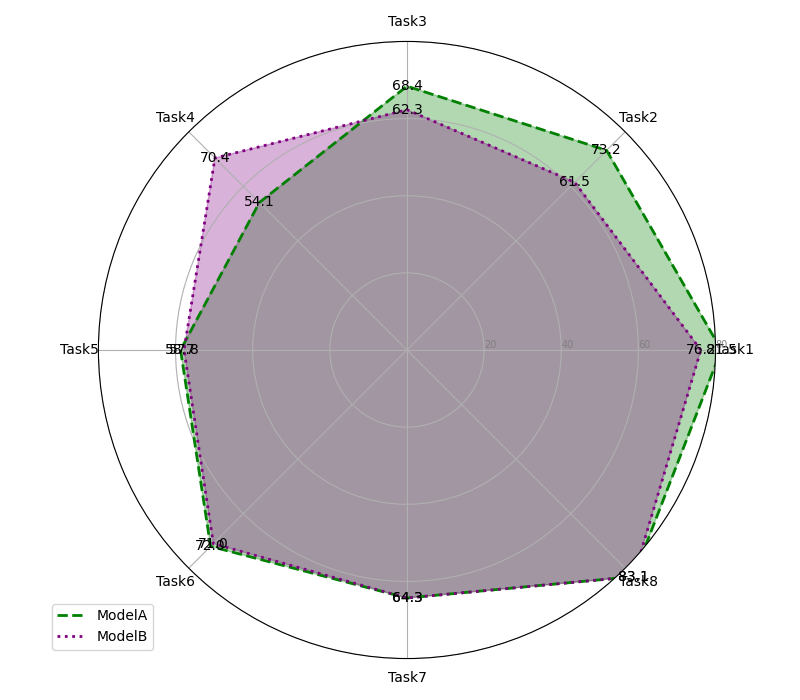 Task3
68.4
62.3
Task4
Task2
70.4
73.2
61.5
54.1
Task5
20
40
60
80
Task1
Task6
Task8
83.1
64.3
ModelA
ModelB
Task7